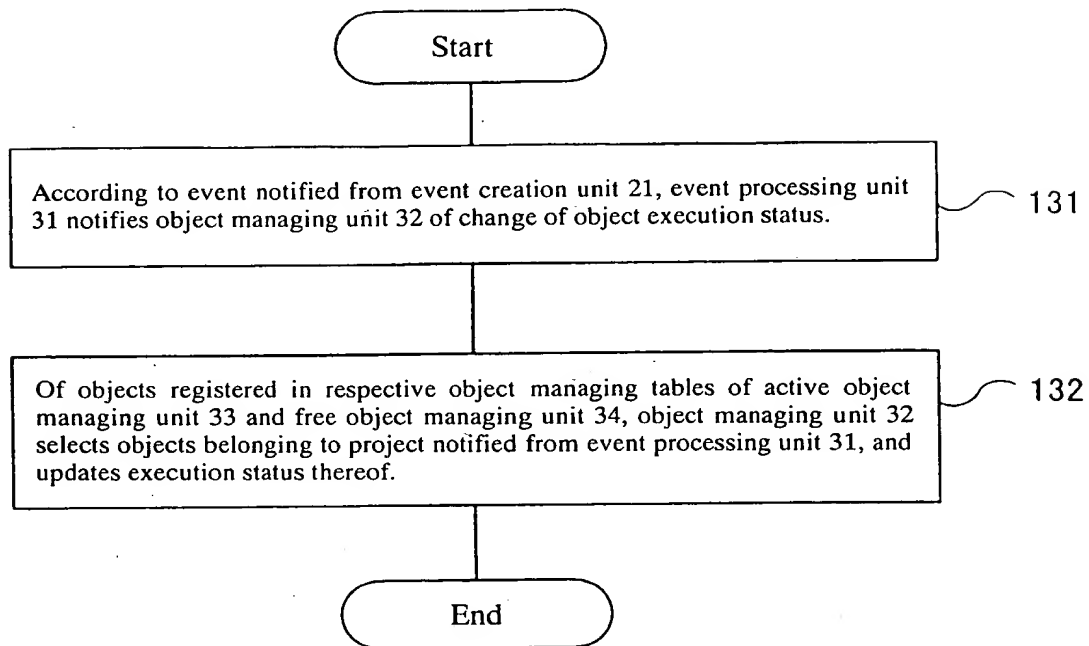 Start
According to event notified from event creation unit 21, event processing unit
31 notifies object managing unit 32 of change of object execution status.
131
Of objects registered in respective object managing tables of active object
managing unit 33 and free object managing unit 34, object managing unit 32
selects objects belonging to project notified from event processing unit 31, and
updates execution status thereof.
132
End